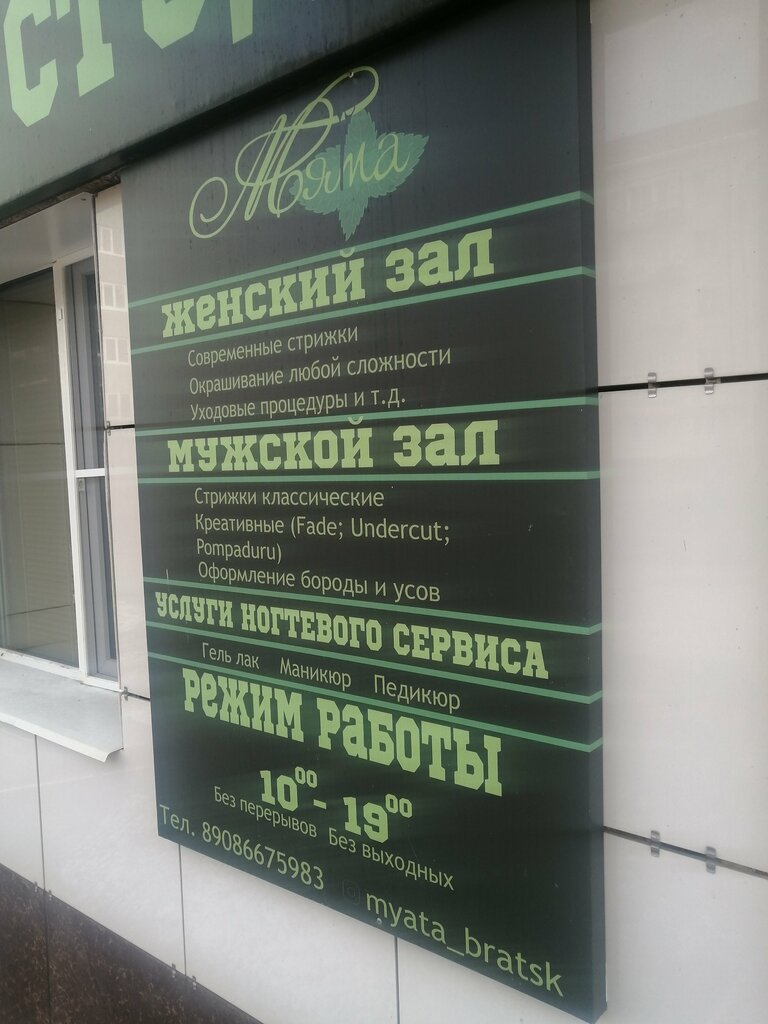 Мята
женский зал
Современные стрижки
Окрашивание любой сложности
Уходовые процедуры и т.д.
мужской зал
Стрижки классические
Креативные (Fade; Undercut;
Pompaduru)
Оформление бороды и усов
услуги ногтевого сервиса
Гель лак Маникюр Педикюр
режим работы
10⁰⁰ - 19⁰⁰
Без перерывов Без выходных
Тел. 89086675983
myata_bratsk